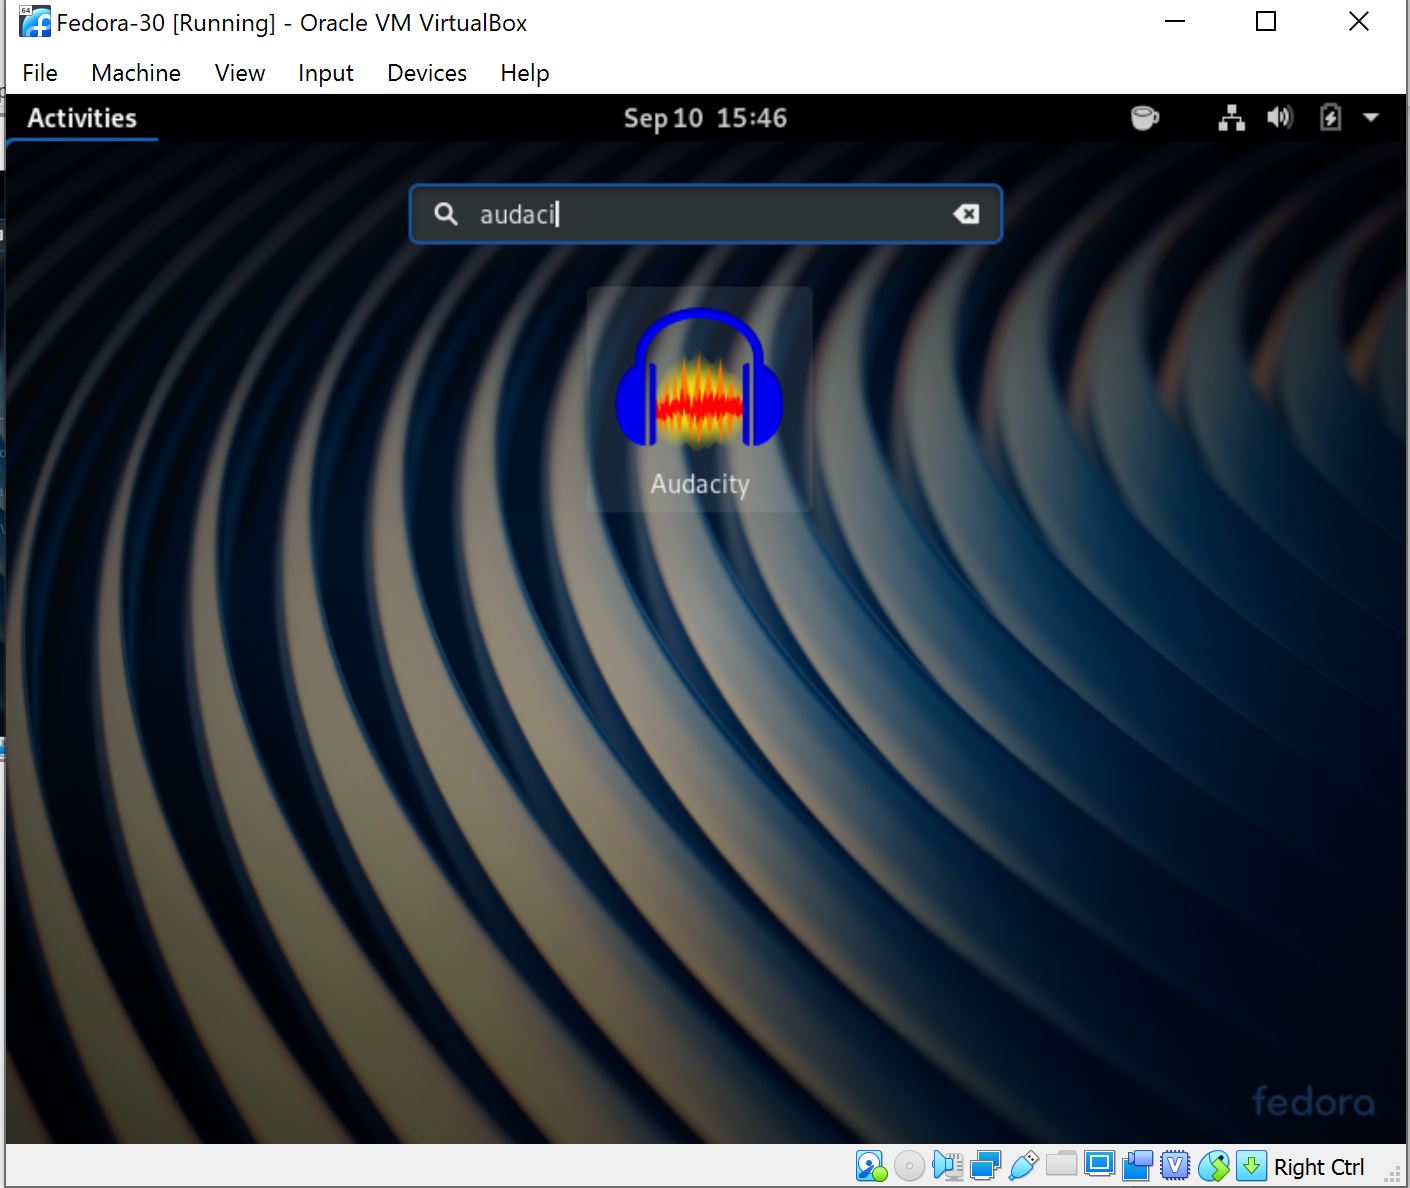 Fedora-30 [Running] - Oracle VM VirtualBox
File Machine View Input Devices Help
Activities Sep 10 15:46
audaci
Audacity
fedora
Right Ctrl